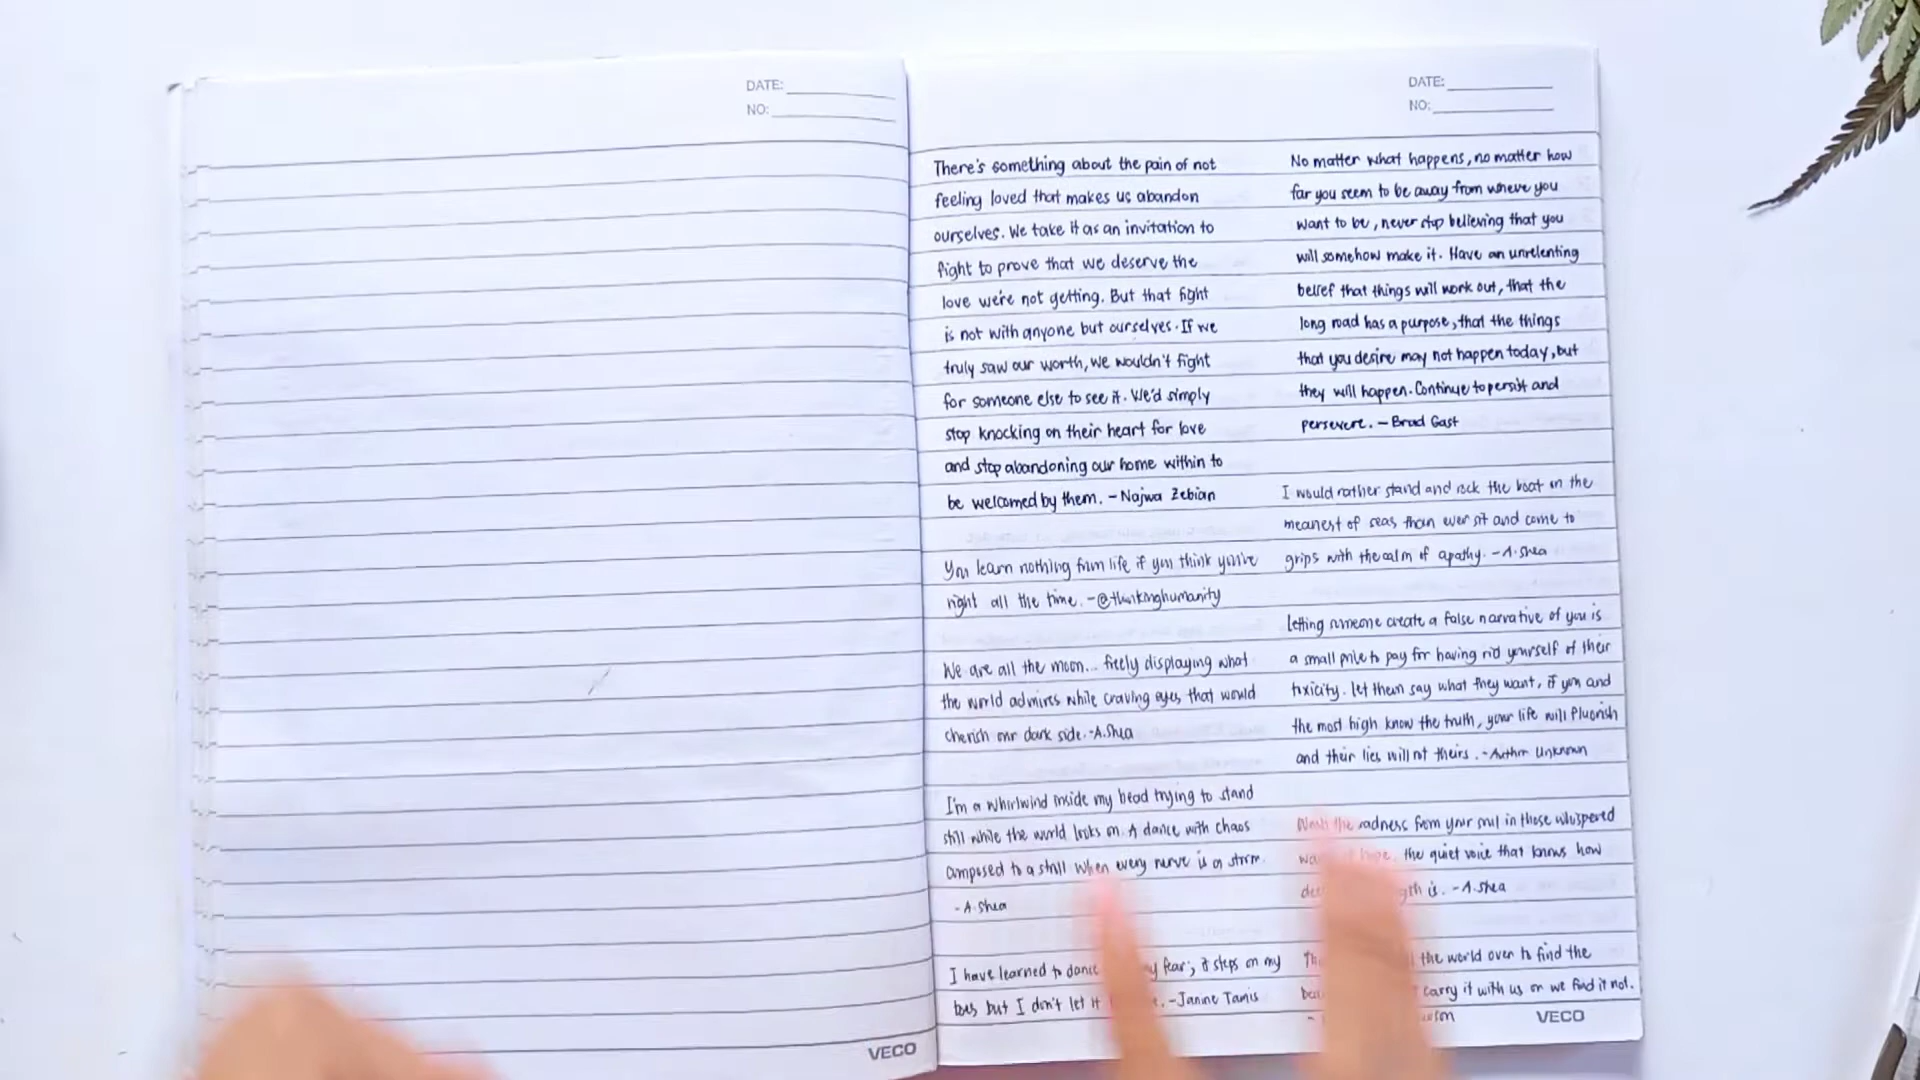 DATE:
NO:
VECO
DATE:
NO:
There's something about the pain of not
feeling loved that makes us abandon
ourselves. We take it as an invitation to
fight to prove that we deserve the
love we're not getting. But that fight
is not with anyone but ourselves. If we
truly saw our worth, we wouldn't fight
for someone else to see it. We'd simply
stop knocking on their heart for love
and stop abandoning our home within to
be welcomed by them. - Najwa Zebian
You learn nothing from life if you think you're
right all the time. - @thinkinghumanity
We are all the moon... freely displaying what
the world admires while craving eyes that would
cherish our dark side. - A.Shea
I'm a whirlwind inside my head trying to stand
still while the world looks on. A dance with chaos
composed to a still when every nerve is a storm.
- A.Shea
I have learned to dance my fear; it steps on my
toes but I don't let it - Janine Tamis
No matter what happens, no matter how
far you seem to be away from where you
want to be, never stop believing that you
will somehow make it. Have an unrelenting
belief that things will work out, that the
long road has a purpose, that the things
that you desire may not happen today, but
they will happen. Continue to persist and
persevere. - Brad Gast
I would rather stand and rock the boat on the
meanest of seas than ever sit and come to
grips with the calm of apathy. - A.Shea
letting someone create a false narrative of you is
a small price to pay for having rid yourself of their
toxicity. let them say what they want, if you and
the most high know the truth, your life will fluorish
and their lies will rot theirs. - Author Unknown
Wash the sadness from your soul in those whispered
the quiet voice that knows how
is. - A.Shea
the world over to find the
carry it with us or we find it not.
VECO